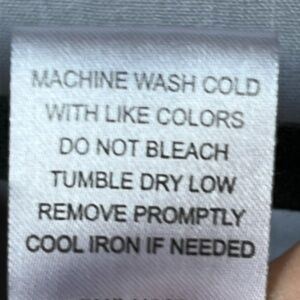 MACHINE WASH COLD
WITH LIKE COLORS
DO NOT BLEACH
TUMBLE DRY LOW
REMOVE PROMPTLY
COOL IRON IF NEEDED